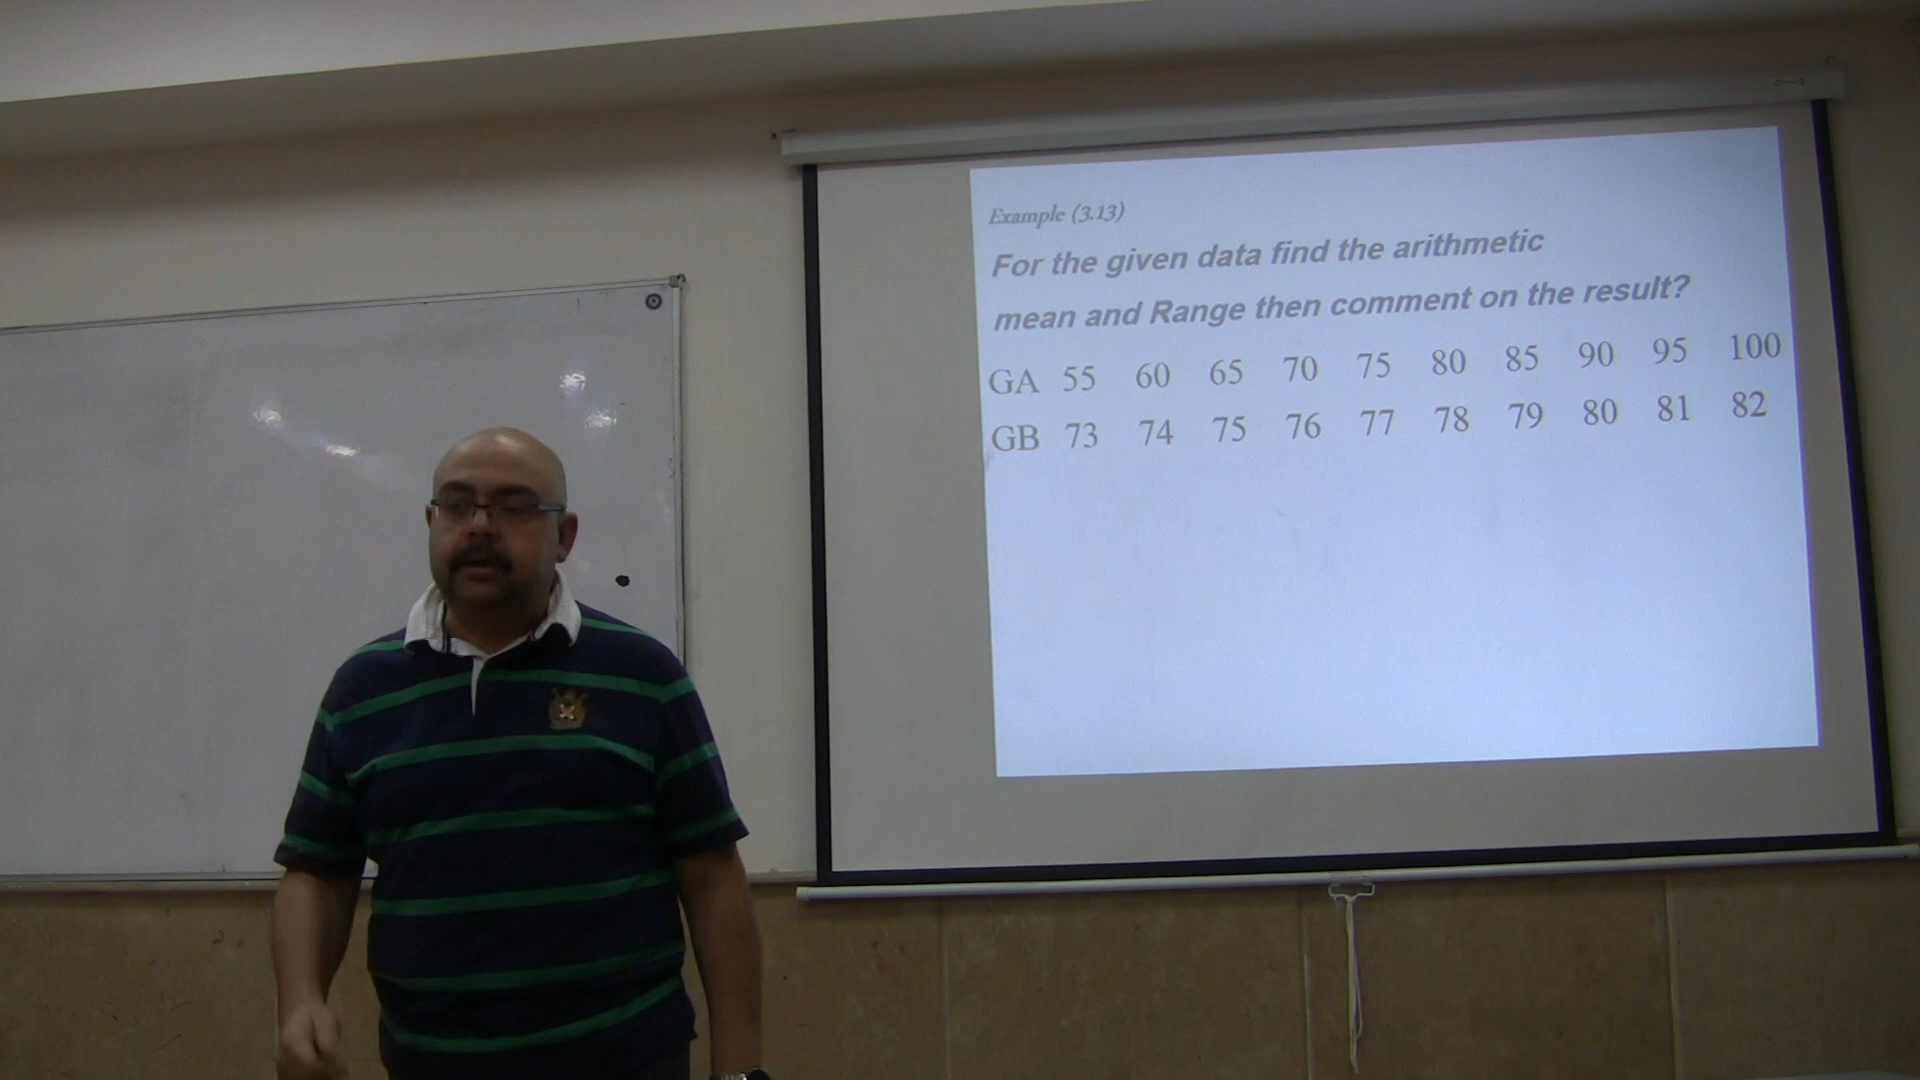 Example (3.13)
For the given data find the arithmetic
mean and Range then comment on the result?
GA 55 60 65 70 75 80 85 90 95 100
GB 73 74 75 76 77 78 79 80 81 82